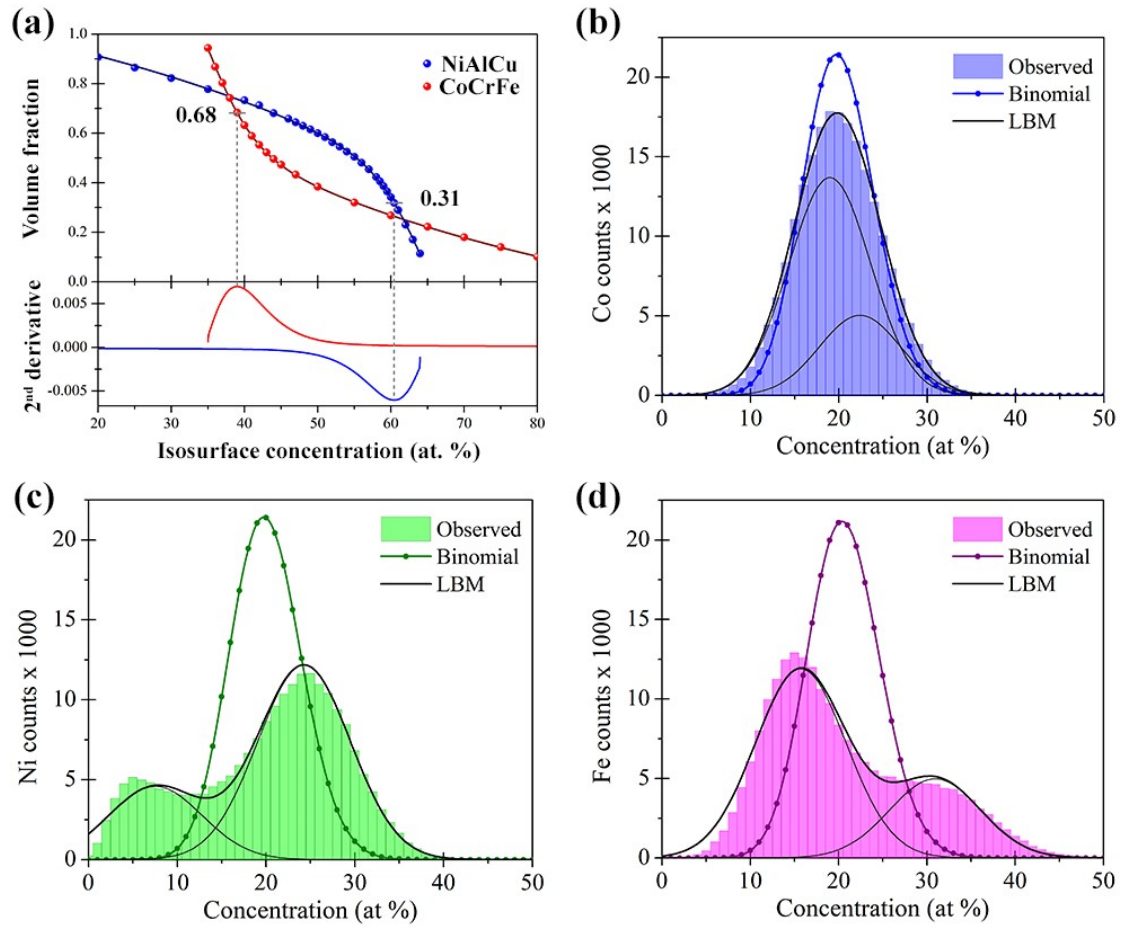 (a)
1.0
0.8
0.6
0.4
0.2
0.0
Volume fraction
NiAlCu
CoCrFe
0.68
0.31
0.005
0.000
-0.005
2nd derivative
20 30 40 50 60 70 80
Isosurface concentration (at. %)
(b)
20
15
10
5
0
Co counts x 1000
Observed
Binomial
LBM
0 10 20 30 40 50
Concentration (at %)
(c)
20
15
10
5
0
Ni counts x 1000
Observed
Binomial
LBM
0 10 20 30 40 50
Concentration (at %)
(d)
20
15
10
5
0
Fe counts x 1000
Observed
Binomial
LBM
0 10 20 30 40 50
Concentration (at %)